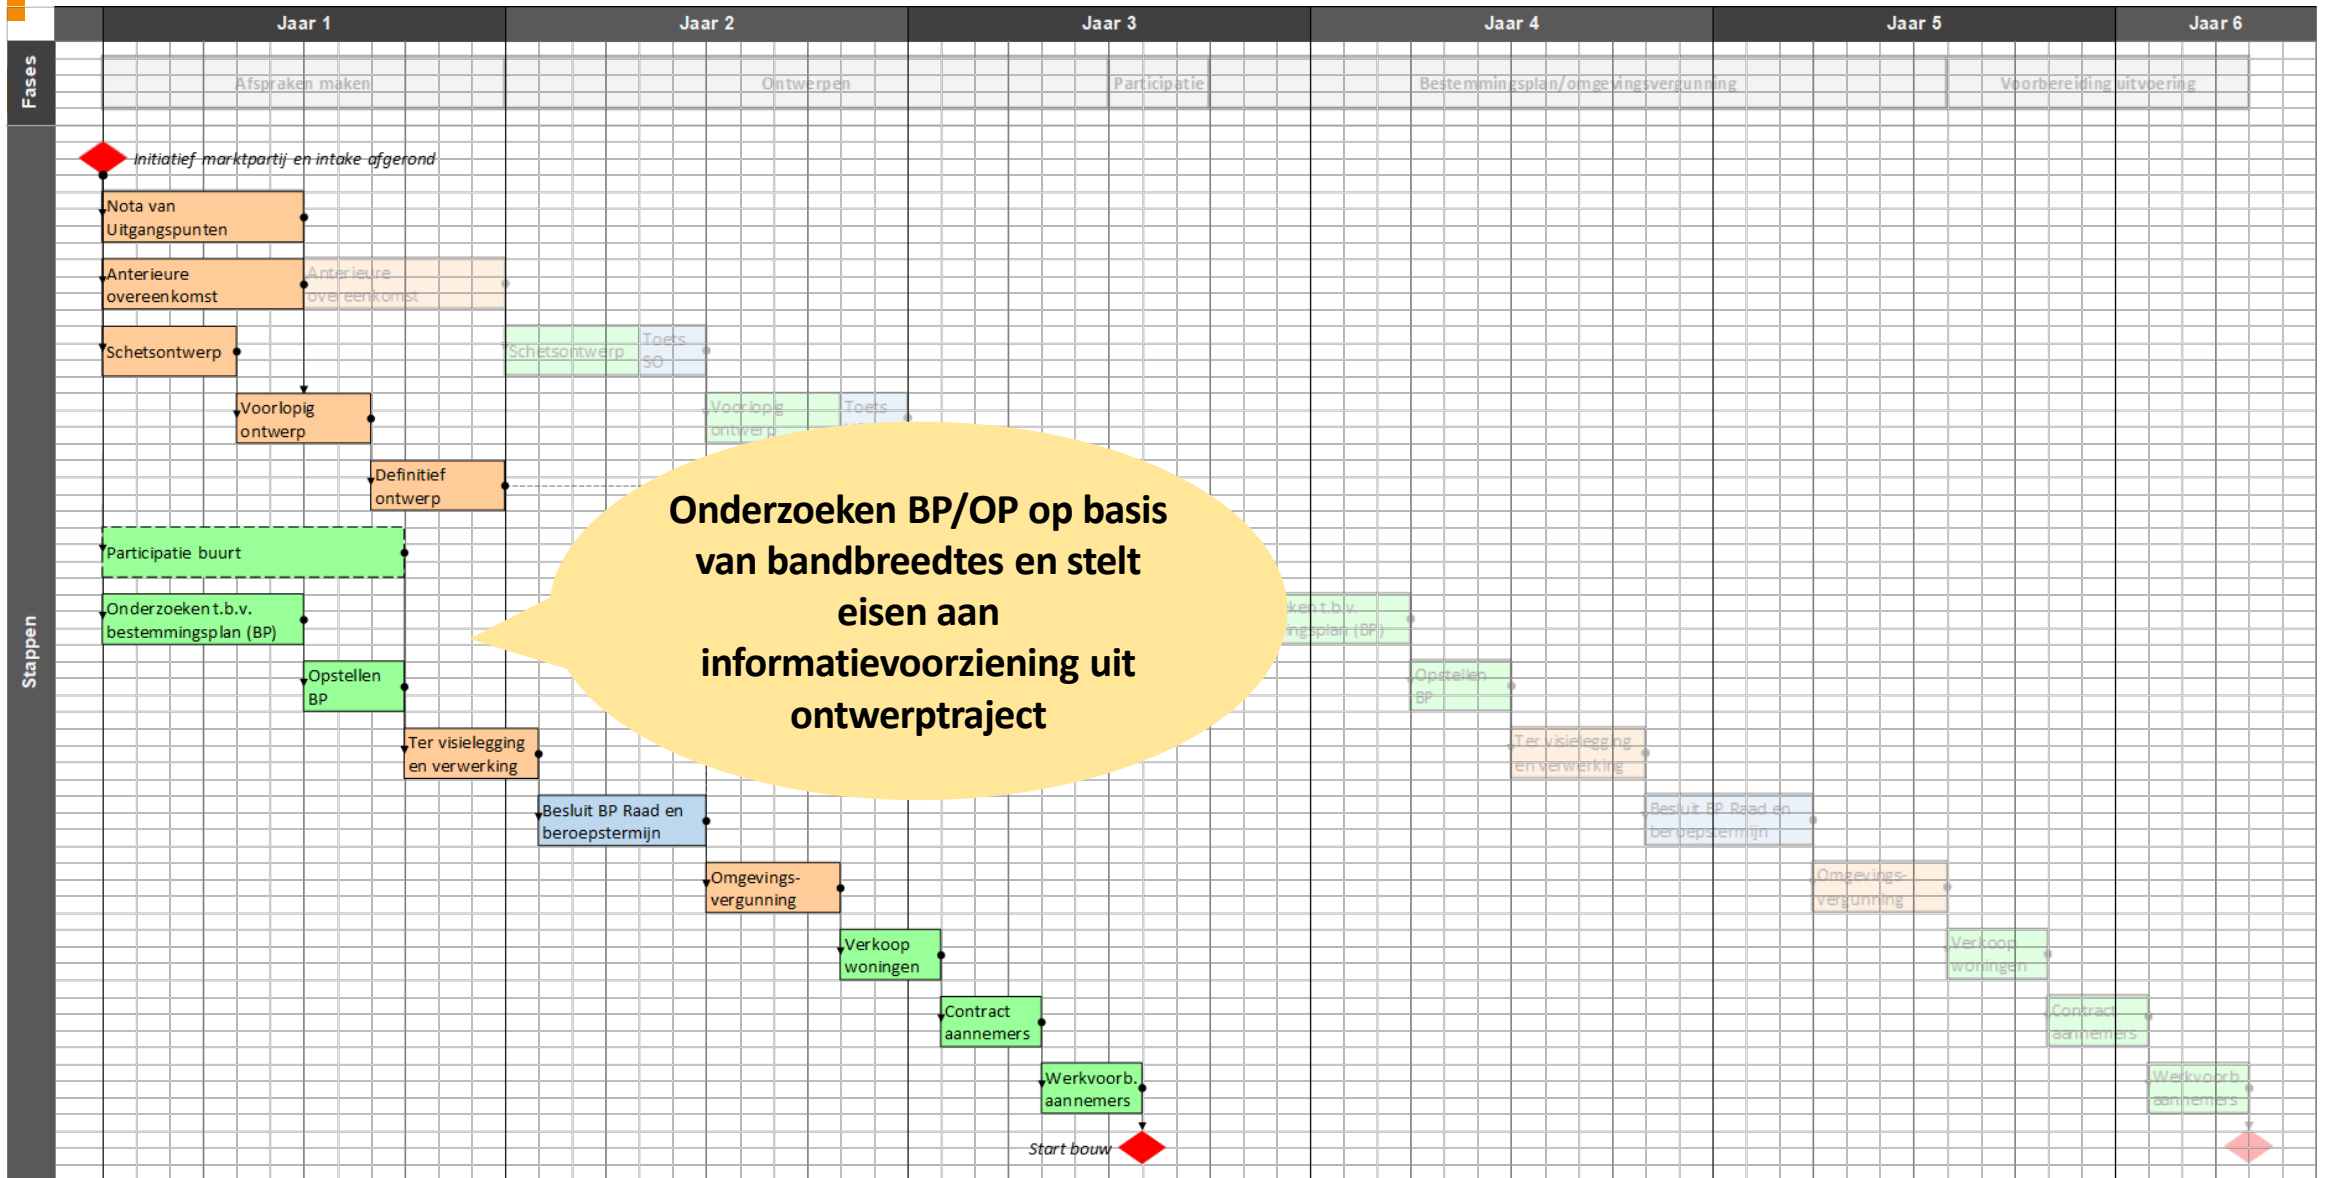 Jaar 1
Jaar 2
Jaar 3
Jaar 4
Jaar 5
Jaar 6
Fases
Afspraken maken
Ontwerpen
Participatie
Bestemmingsplan/omgevingsvergunning
Voorbereiding uitvoering
Stappen
Initiatief marktpartij en intake afgerond
Nota van
Uitgangspunten
Anterieure
overeenkomst
Anterieure
overeenkomst
Schetsontwerp
Schetsontwerp
Toets
SO
Voorlopig
ontwerp
Voorlopig
ontwerp
Toets
Definitief
ontwerp
Onderzoeken BP/OP op basis
van bandbreedtes en stelt
eisen aan
informatievoorziening uit
ontwerptraject
Participatie buurt
Onderzoeken t.b.v.
bestemmingsplan (BP)
t.b.v.
(BP)
Opstellen
BP
Opstellen
BP
Ter visielegging
en verwerking
Ter visielegging
en verwerking
Besluit BP Raad en
beroepstermijn
Besluit BP Raad en
beroepstermijn
Omgevings-
vergunning
Omgevings-
vergunning
Verkoop
woningen
Verkoop
woningen
Contract
aannemers
Contract
aannemers
Werkvoorb.
aannemers
Werkvoorb.
aannemers
Start bouw